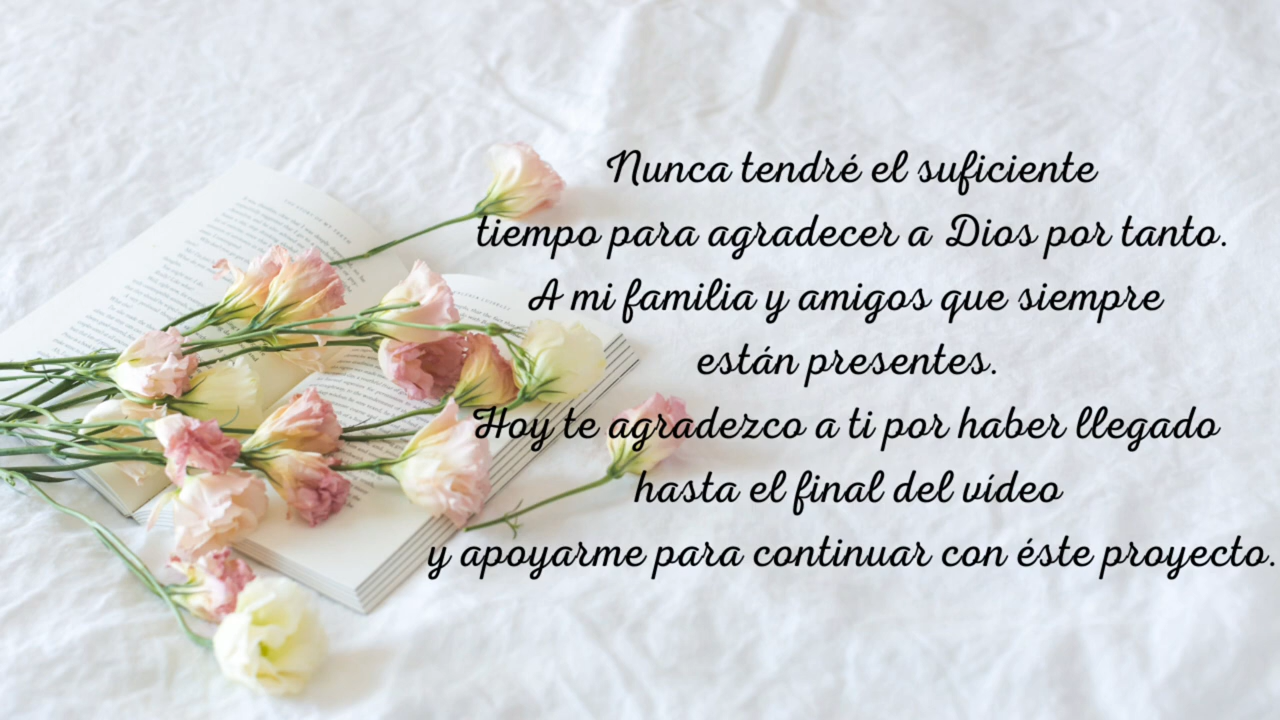 Nunca tendré el suficiente
tiempo para agradecer a Dios por tanto.
A mi familia y amigos que siempre
están presentes.
Hoy te agradezco a ti por haber llegado
hasta el final del vídeo
y apoyarme para continuar con éste proyecto.